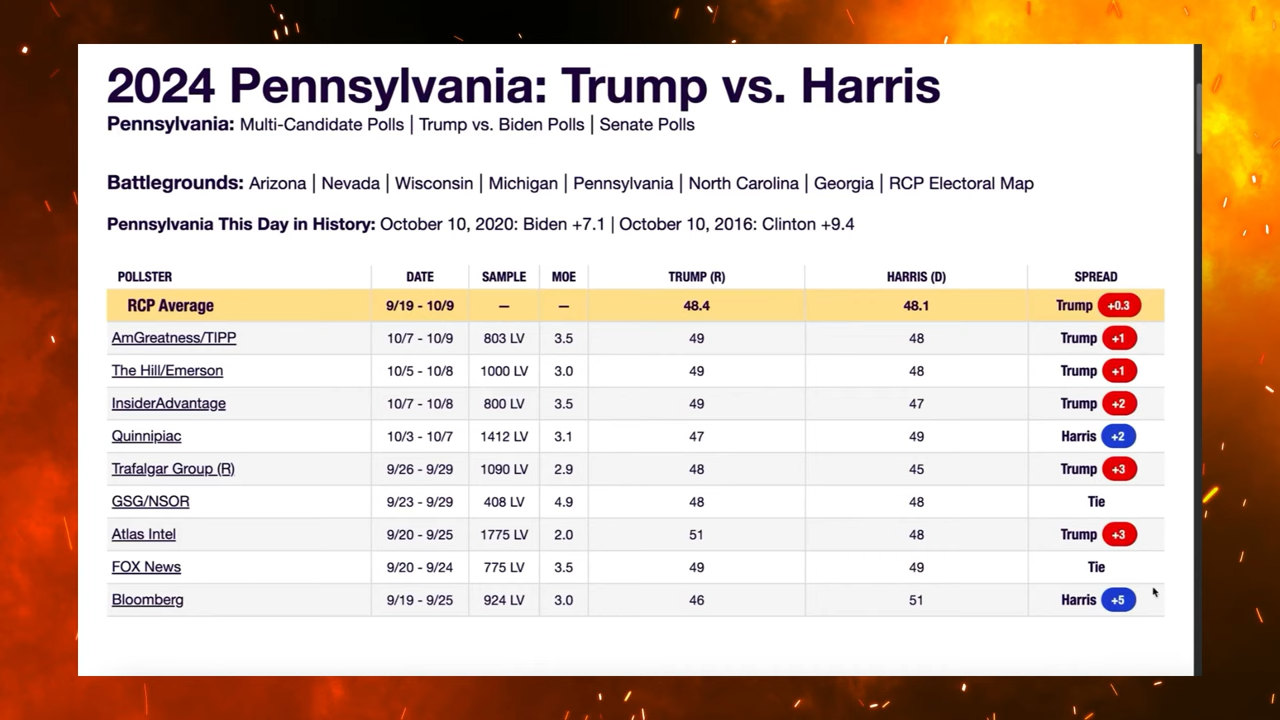 2024 Pennsylvania: Trump vs. Harris
Pennsylvania: Multi-Candidate Polls | Trump vs. Biden Polls | Senate Polls
Battlegrounds: Arizona | Nevada | Wisconsin | Michigan | Pennsylvania | North Carolina | Georgia | RCP Electoral Map
Pennsylvania This Day in History: October 10, 2020: Biden +7.1 | October 10, 2016: Clinton +9.4
POLLSTER DATE SAMPLE MOE TRUMP (R) HARRIS (D) SPREAD
RCP Average 9/19 - 10/9 — — 48.4 48.1 Trump +0.3
AmGreatness/TIPP 10/7 - 10/9 803 LV 3.5 49 48 Trump +1
The Hill/Emerson 10/5 - 10/8 1000 LV 3.0 49 48 Trump +1
InsiderAdvantage 10/7 - 10/8 800 LV 3.5 49 47 Trump +2
Quinnipiac 10/3 - 10/7 1412 LV 3.1 47 49 Harris +2
Trafalgar Group (R) 9/26 - 9/29 1090 LV 2.9 48 45 Trump +3
GSG/NSOR 9/23 - 9/29 408 LV 4.9 48 48 Tie
Atlas Intel 9/20 - 9/25 1775 LV 2.0 51 48 Trump +3
FOX News 9/20 - 9/24 775 LV 3.5 49 49 Tie
Bloomberg 9/19 - 9/25 924 LV 3.0 46 51 Harris +5